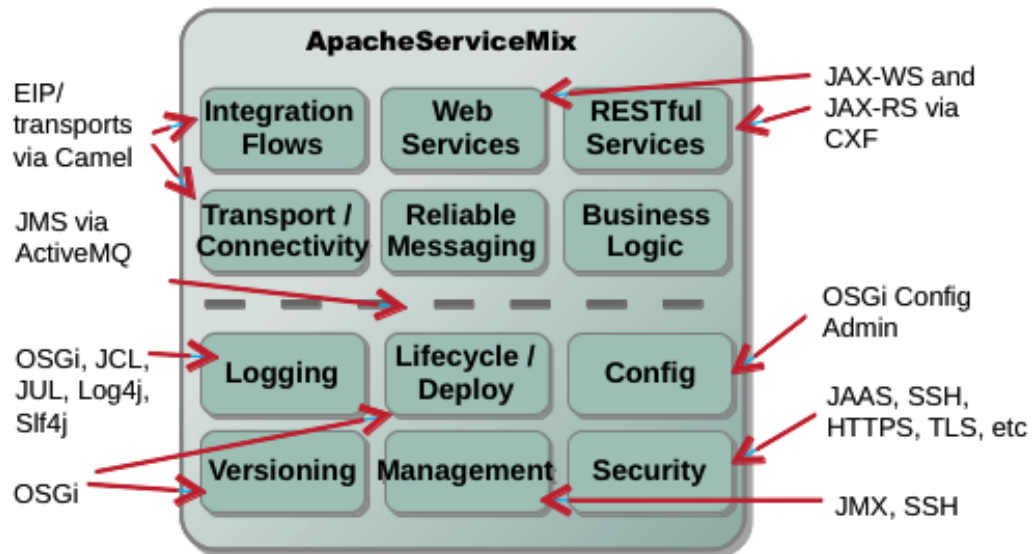 ApacheServiceMix
EIP/
transports
via Camel
Integration
Flows
Web
Services
RESTful
Services
JAX-WS and
JAX-RS via
CXF
JMS via
ActiveMQ
Transport /
Connectivity
Reliable
Messaging
Business
Logic
OSGi Config
Admin
OSGi, JCL,
JUL, Log4j,
Slf4j
Logging
Lifecycle /
Deploy
Config
JAAS, SSH,
HTTPS, TLS, etc
OSGi
Versioning
Management
Security
JMX, SSH